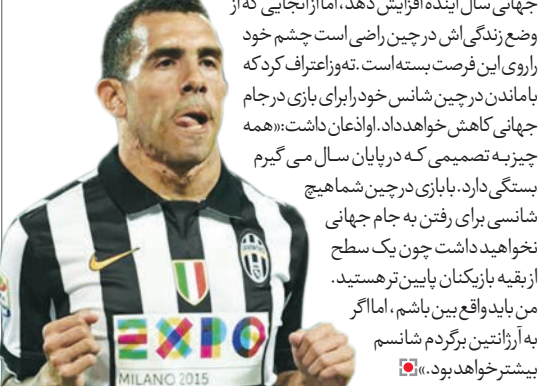 جهانی سال آینده افزایش دهد، اما از آنجایی که از
وضع زندگی‌اش در چین راضی است چشم خود
را روی این فرصت بسته است. ته‌وز اعتراف کرد که
با ماندن در چین شانس خود را برای بازی در جام
جهانی کاهش خواهد داد. او اذعان داشت: «همه
چیز به تصمیمی که در پایان سال می گیرم
بستگی دارد. با بازی در چین شما هیچ
شانسی برای رفتن به جام جهانی
نخواهید داشت چون یک سطح
از بقیه بازیکنان پایین‌تر هستید.
من باید واقع بین باشم، اما اگر
به آرژانتین برگردم شانسم
بیشتر خواهد بود.»
JUVENTUS
EXPO
MILANO 2015